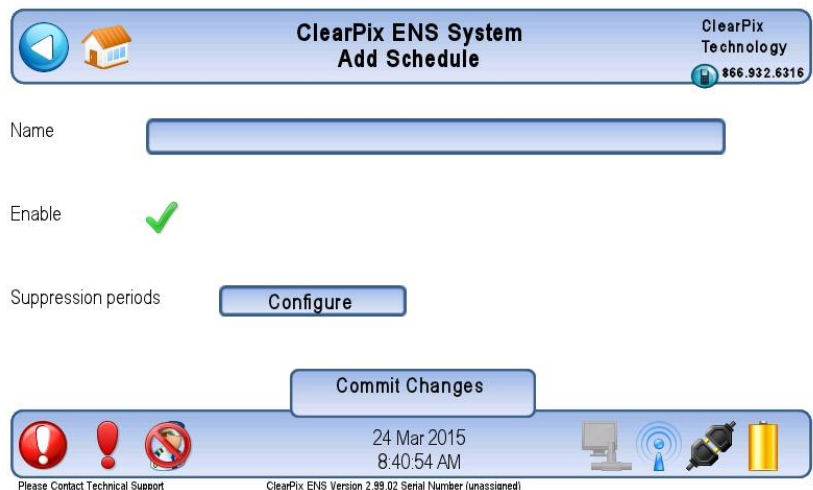 ClearPix ENS System
Add Schedule
ClearPix
Technology
866.932.6316
Name
Enable
Suppression periods
Configure
Commit Changes
24 Mar 2015
8:40:54 AM
Please Contact Technical Support
ClearPix ENS Version 2.99.02 Serial Number (unassigned)